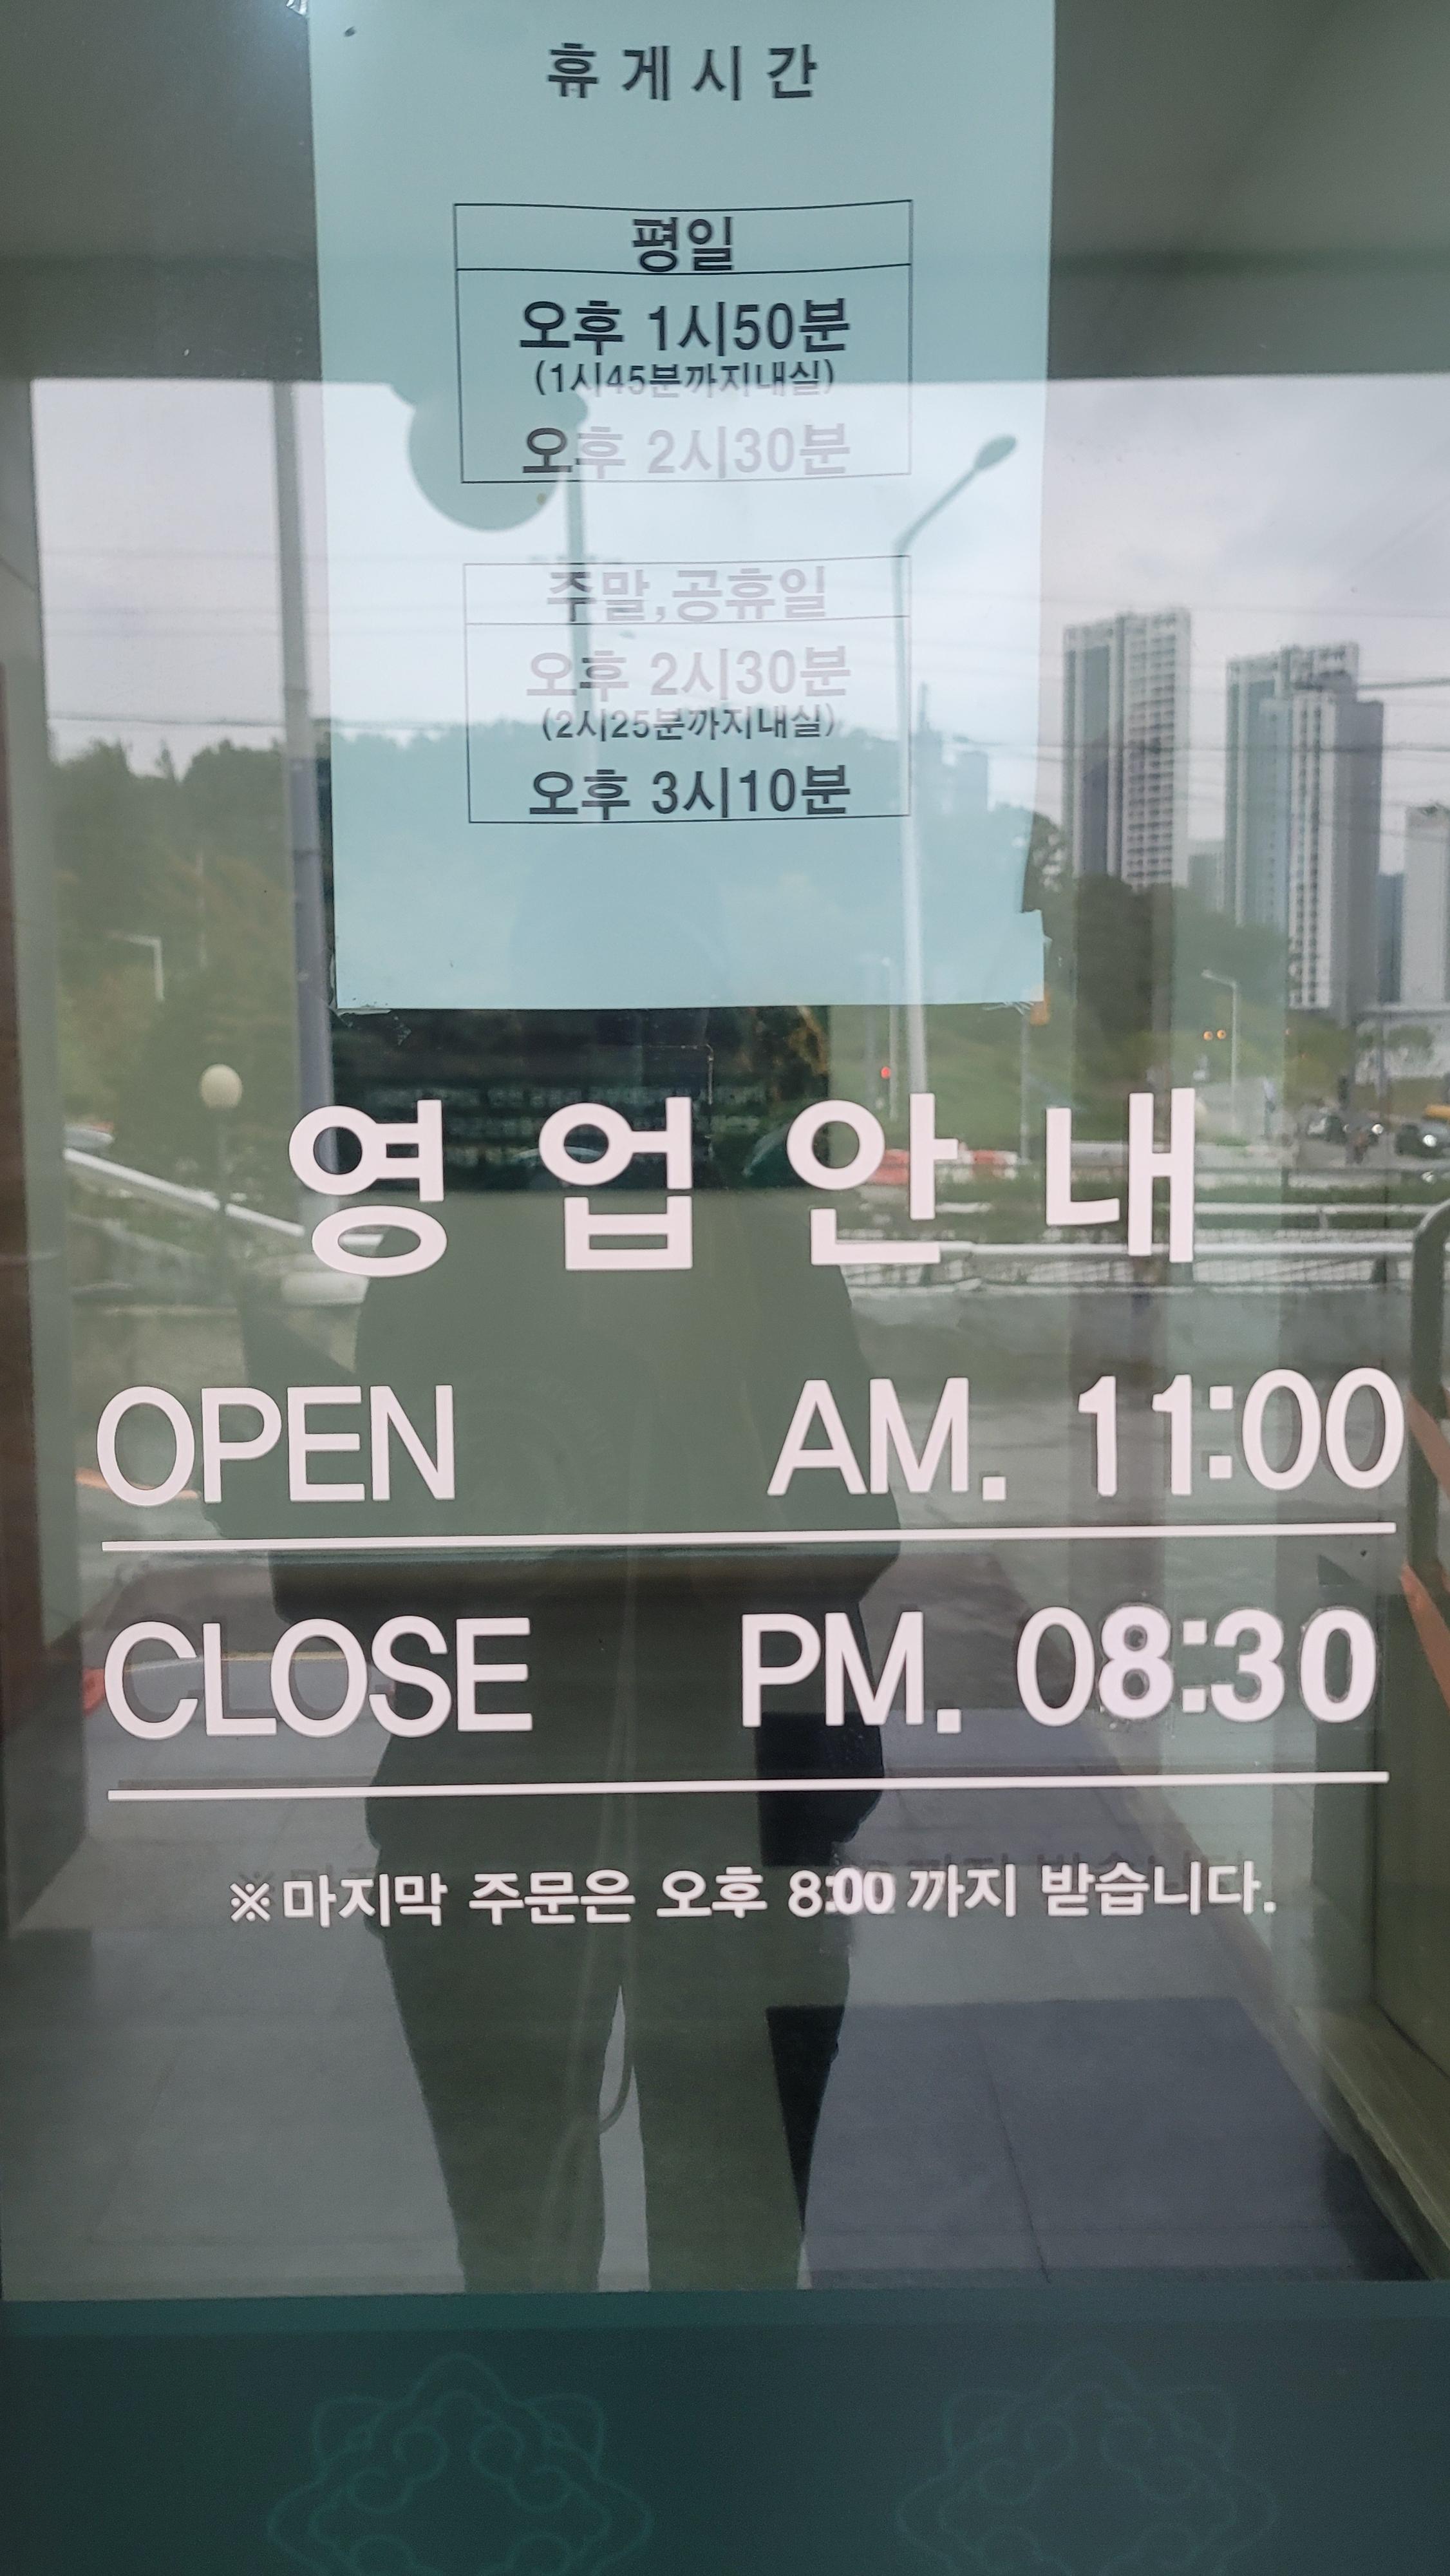 휴게시간
평일
오후 1시50분
(1시45분까지내실)
오후 2시30분
주말,공휴일
오후 2시30분
(2시25분까지내실)
오후 3시10분
영업안내
OPEN AM. 11:00
CLOSE PM. 08:30
※마지막 주문은 오후 8:00 까지 받습니다.